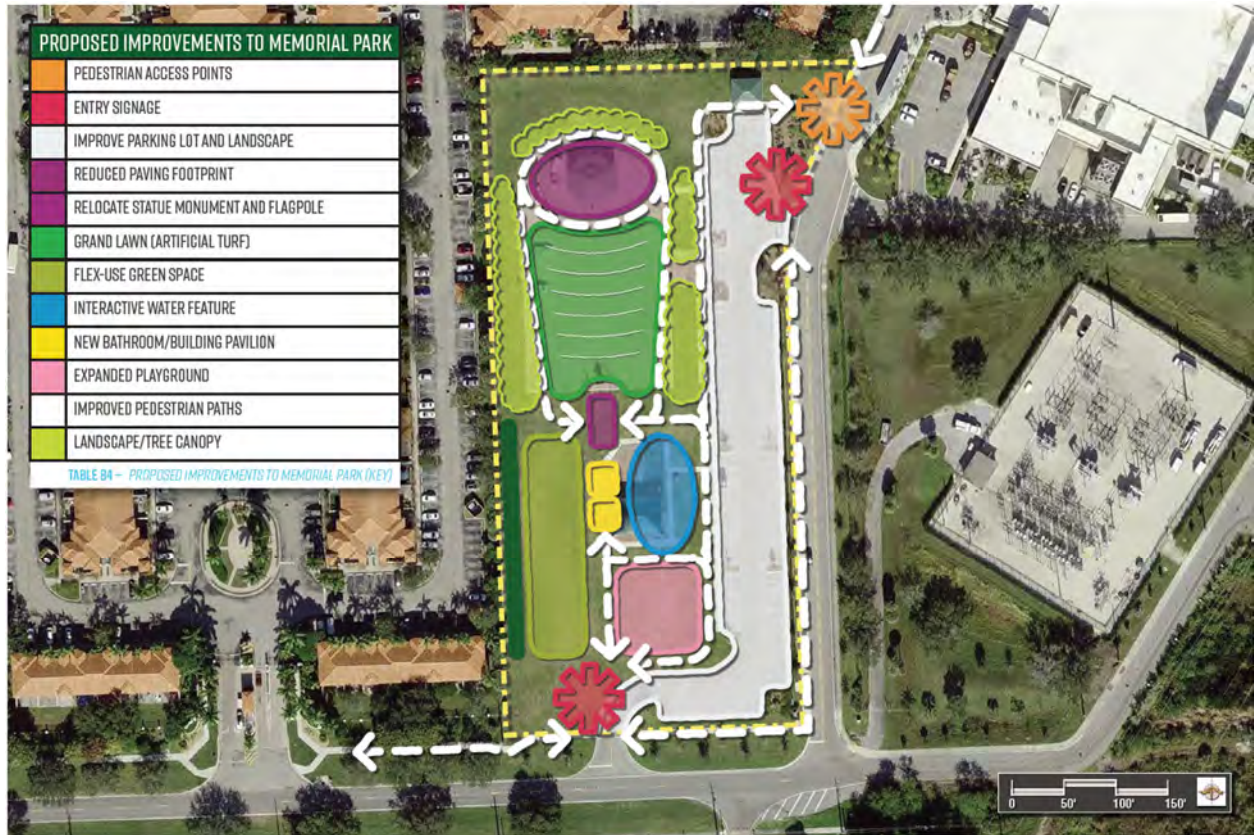 PROPOSED IMPROVEMENTS TO MEMORIAL PARK
PEDESTRIAN ACCESS POINTS
ENTRY SIGNAGE
IMPROVE PARKING LOT AND LANDSCAPE
REDUCED PAVING FOOTPRINT
RELOCATE STATUE MONUMENT AND FLAGPOLE
GRAND LAWN (ARTIFICIAL TURF)
FLEX-USE GREEN SPACE
INTERACTIVE WATER FEATURE
NEW BATHROOM/BUILDING PAVILION
EXPANDED PLAYGROUND
IMPROVED PEDESTRIAN PATHS
LANDSCAPE/TREE CANOPY
TABLE B4 – PROPOSED IMPROVEMENTS TO MEMORIAL PARK (KEY)
0 50' 100' 150'